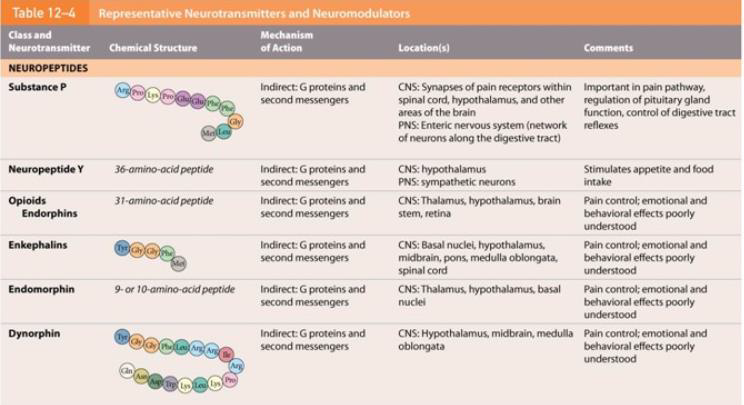 Table 12–4 Representative Neurotransmitters and Neuromodulators
Class and Neurotransmitter
Chemical Structure
Mechanism of Action
Location(s)
Comments
NEUROPEPTIDES
Substance P
Arg Pro Lys Pro Glu Glu Phe Phe Gly Leu Met
Indirect: G proteins and
second messengers
CNS: Synapses of pain receptors within
spinal cord, hypothalamus, and other
areas of the brain
PNS: Enteric nervous system (network
of neurons along the digestive tract)
Important in pain pathway,
regulation of pituitary gland
function, control of digestive tract
reflexes
Neuropeptide Y
36-amino-acid peptide
Indirect: G proteins and
second messengers
CNS: hypothalamus
PNS: sympathetic neurons
Stimulates appetite and food
intake
Opioids
Endorphins
31-amino-acid peptide
Indirect: G proteins and
second messengers
CNS: Thalamus, hypothalamus, brain
stem, retina
Pain control; emotional and
behavioral effects poorly
understood
Enkephalins
Tyr Gly Gly Phe Met
Indirect: G proteins and
second messengers
CNS: Basal nuclei, hypothalamus,
midbrain, pons, medulla oblongata,
spinal cord
Pain control; emotional and
behavioral effects poorly
understood
Endomorphin
9- or 10-amino-acid peptide
Indirect: G proteins and
second messengers
CNS: Thalamus, hypothalamus, basal
nuclei
Pain control; emotional and
behavioral effects poorly
understood
Dynorphin
Tyr Gly Gly Phe Leu Arg Arg Ile
Arg
Gln Asn Asp Trp Lys Leu Lys Pro
Indirect: G proteins and
second messengers
CNS: Hypothalamus, midbrain, medulla
oblongata
Pain control; emotional and
behavioral effects poorly
understood